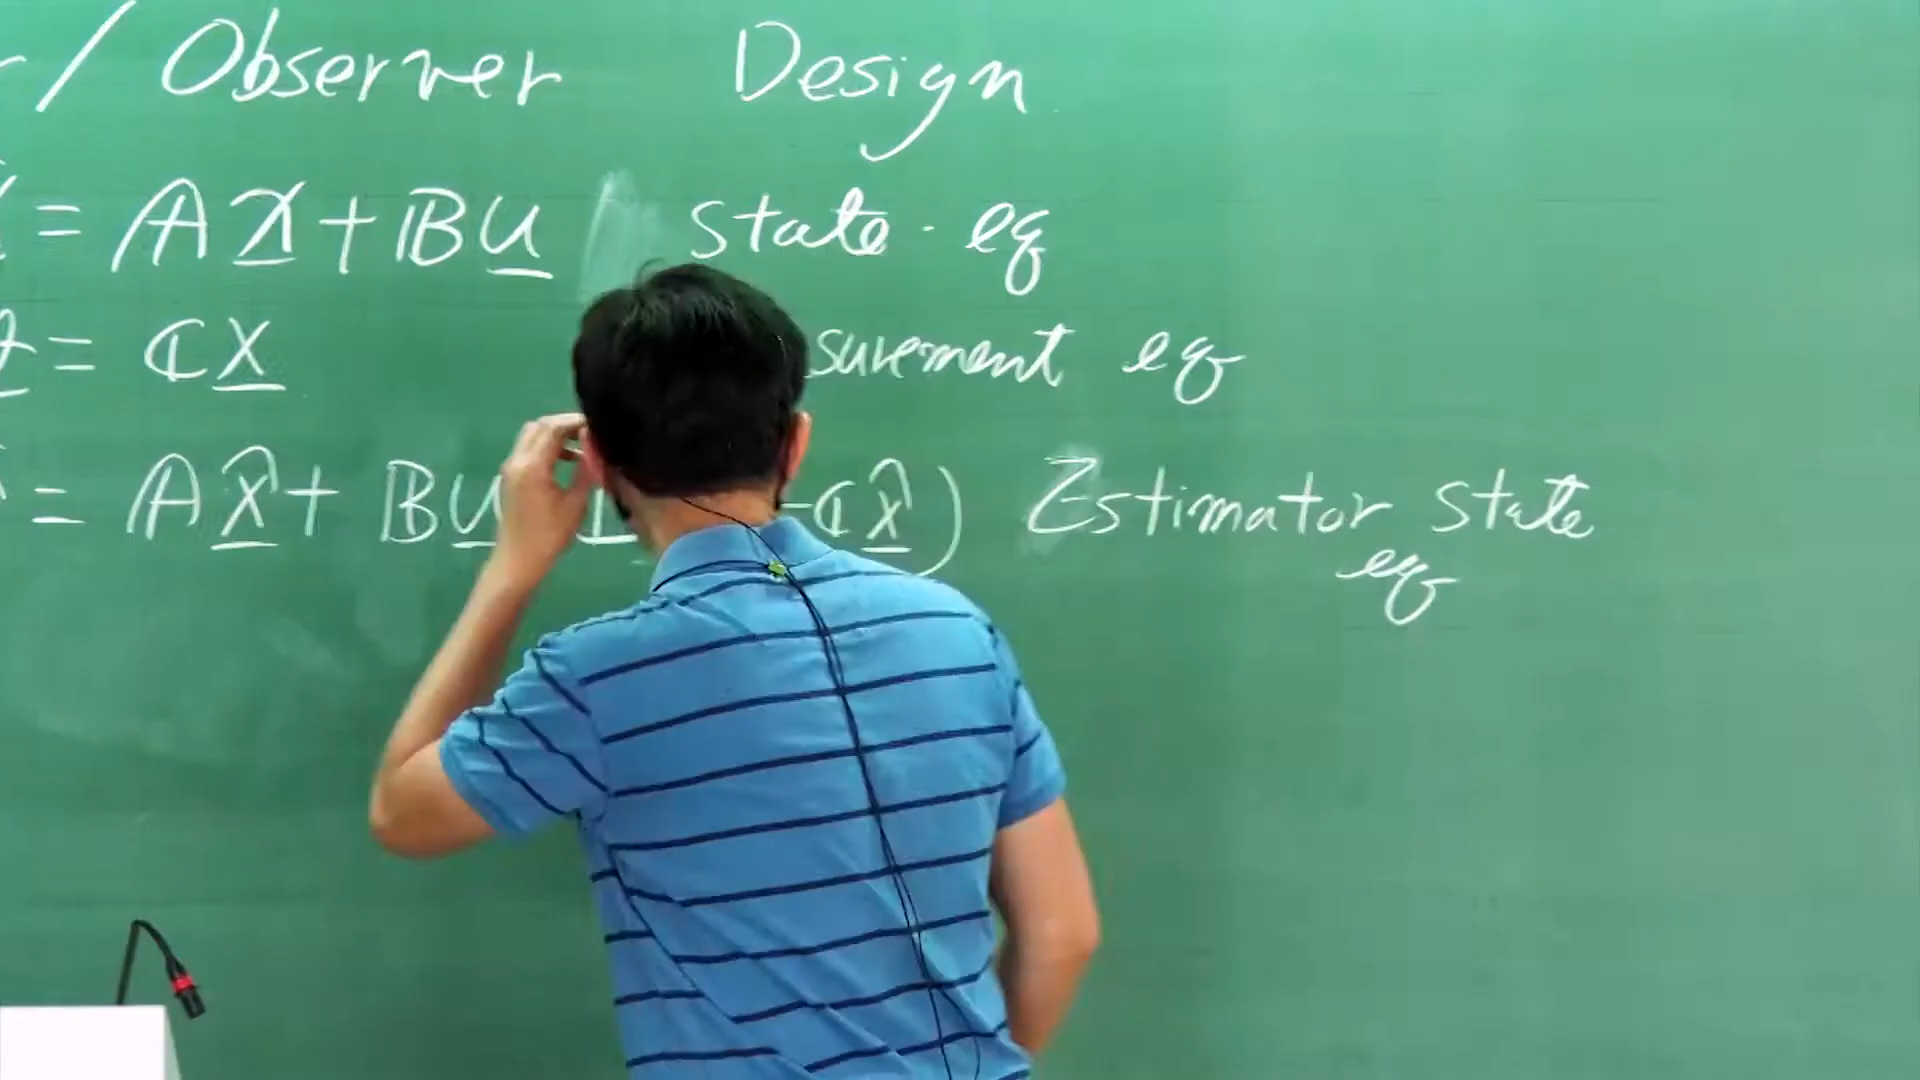 / Observer Design
= A x + B u state eq
= C x surement eq
= A x̂ + B u - C x̂ ) Estimator state
eq